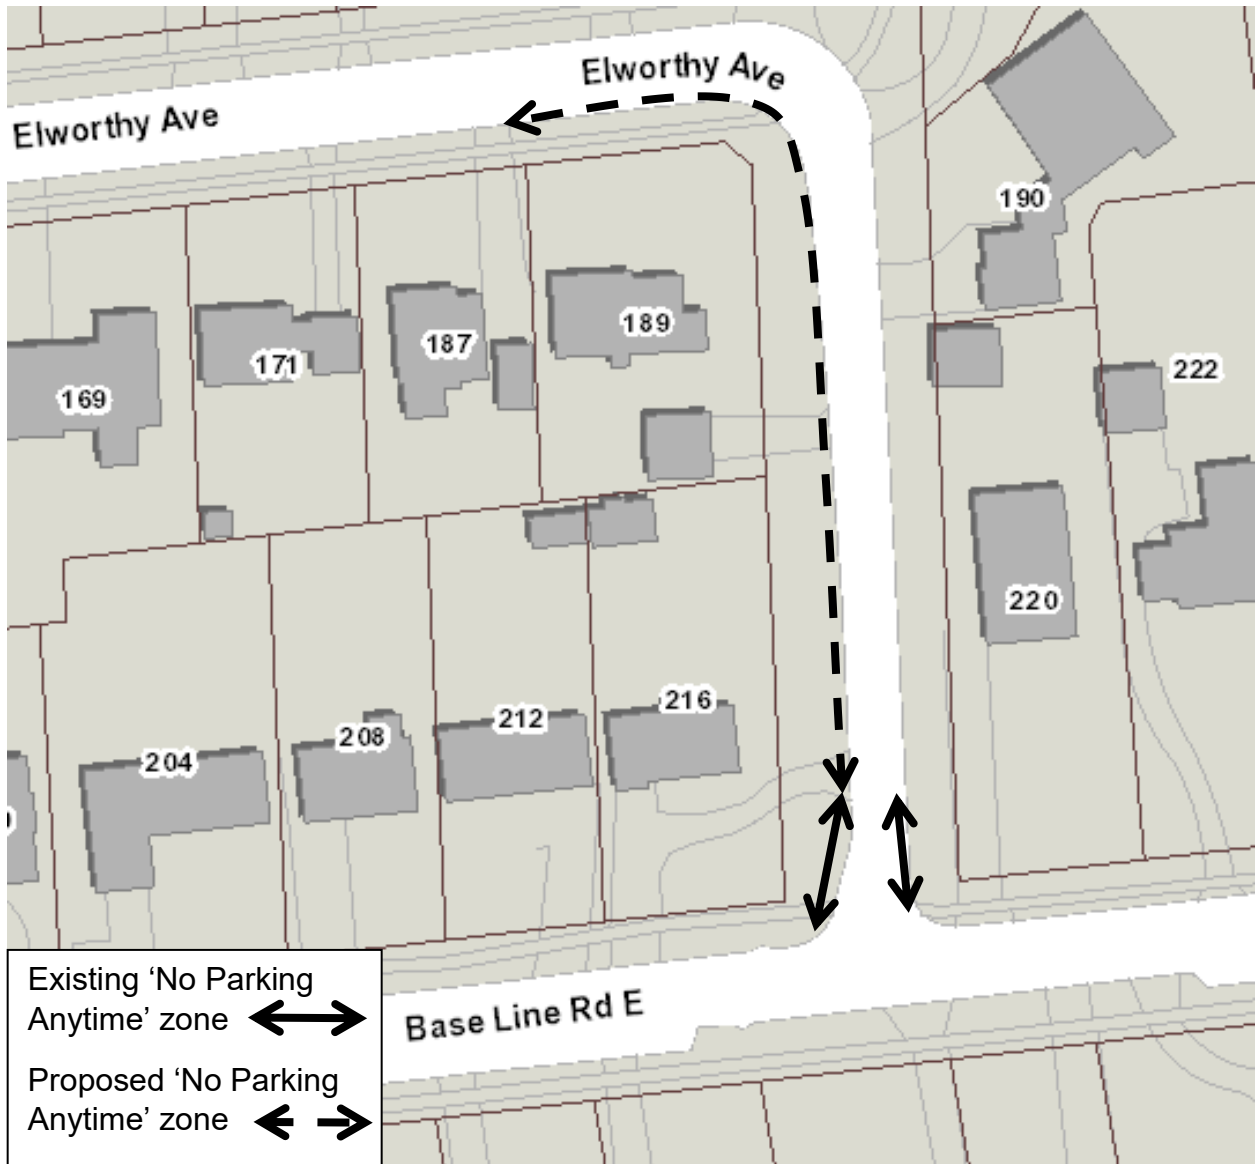 Elworthy Ave
Elworthy Ave
190
189
187
171
169
222
220
216
212
208
204
Existing ‘No Parking
Anytime’ zone
Base Line Rd E
Proposed ‘No Parking
Anytime’ zone